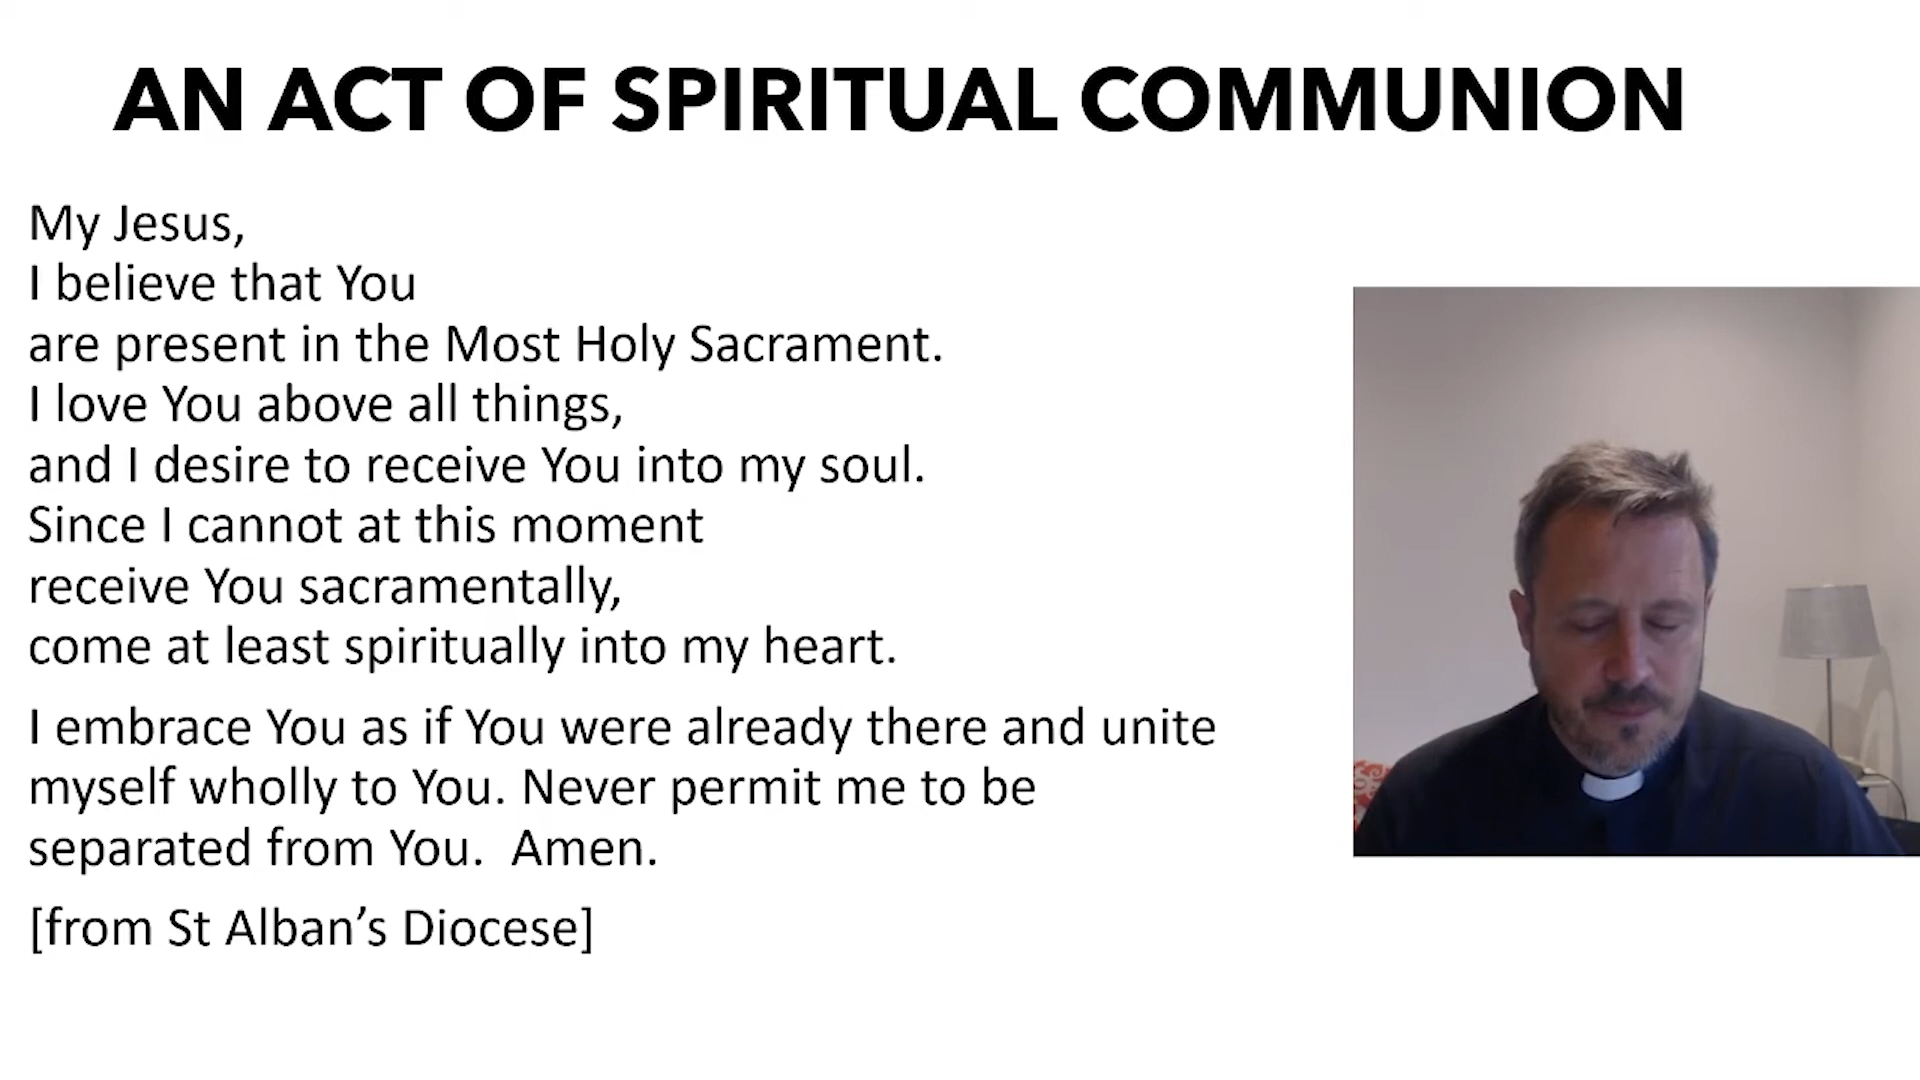 AN ACT OF SPIRITUAL COMMUNION
My Jesus,
I believe that You
are present in the Most Holy Sacrament.
I love You above all things,
and I desire to receive You into my soul.
Since I cannot at this moment
receive You sacramentally,
come at least spiritually into my heart.
I embrace You as if You were already there and unite
myself wholly to You. Never permit me to be
separated from You.  Amen.
[from St Alban’s Diocese]